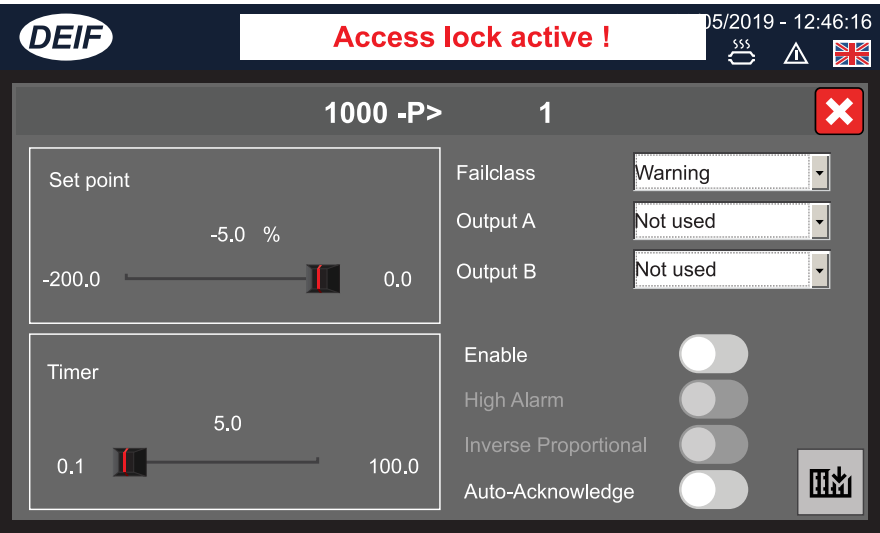 DEIF
Access lock active !
05/2019 - 12:46:16
1000 -P> 1
Set point
-5.0 %
-200.0 0.0
Timer
5.0
0.1 100.0
Failclass Warning
Output A Not used
Output B Not used
Enable
High Alarm
Inverse Proportional
Auto-Acknowledge